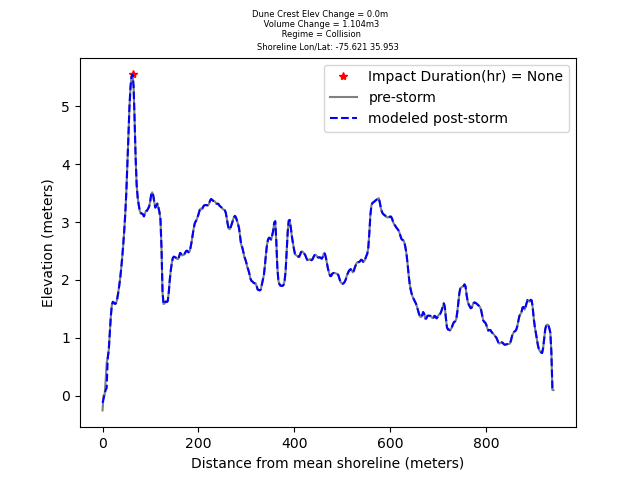 Dune Crest Elev Change = 0.0m
Volume Change = 1.104m3
Regime = Collision
Shoreline Lon/Lat: -75.621 35.953
Impact Duration(hr) = None
pre-storm
modeled post-storm
Elevation (meters)
5
4
3
2
1
0
0 200 400 600 800
Distance from mean shoreline (meters)